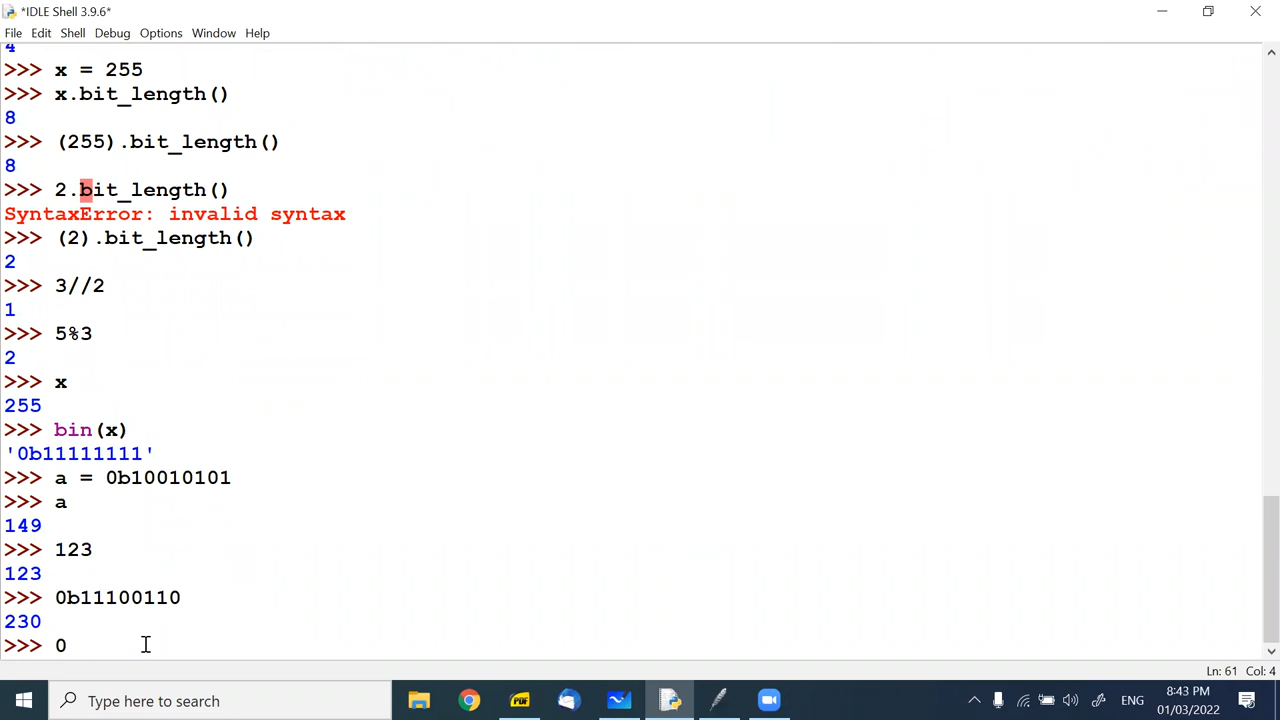 *IDLE Shell 3.9.6*
File Edit Shell Debug Options Window Help
4
>>> x = 255
>>> x.bit_length()
8
>>> (255).bit_length()
8
>>> 2.bit_length()
SyntaxError: invalid syntax
>>> (2).bit_length()
2
>>> 3//2
1
>>> 5%3
2
>>> x
255
>>> bin(x)
'0b11111111'
>>> a = 0b10010101
>>> a
149
>>> 123
123
>>> 0b11100110
230
>>> 0
Ln: 61 Col: 4
Type here to search
PDF
ENG
8:43 PM
01/03/2022